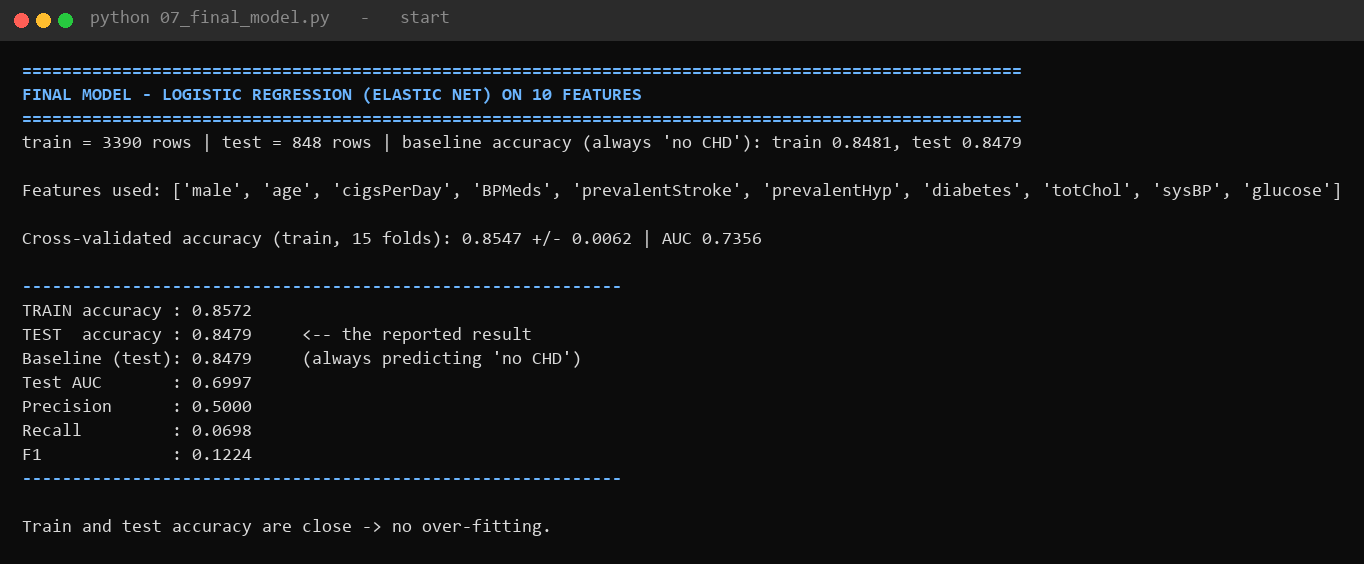 python 07_final_model.py   -   start
====================================================================================================
FINAL MODEL - LOGISTIC REGRESSION (ELASTIC NET) ON 10 FEATURES
====================================================================================================
train = 3390 rows | test = 848 rows | baseline accuracy (always 'no CHD'): train 0.8481, test 0.8479
Features used: ['male', 'age', 'cigsPerDay', 'BPMeds', 'prevalentStroke', 'prevalentHyp', 'diabetes', 'totChol', 'sysBP', 'glucose']
Cross-validated accuracy (train, 15 folds): 0.8547 +/- 0.0062 | AUC 0.7356
------------------------------------------------------------
TRAIN accuracy : 0.8572
TEST  accuracy : 0.8479     <-- the reported result
Baseline (test): 0.8479     (always predicting 'no CHD')
Test AUC       : 0.6997
Precision      : 0.5000
Recall         : 0.0698
F1             : 0.1224
------------------------------------------------------------
Train and test accuracy are close -> no over-fitting.